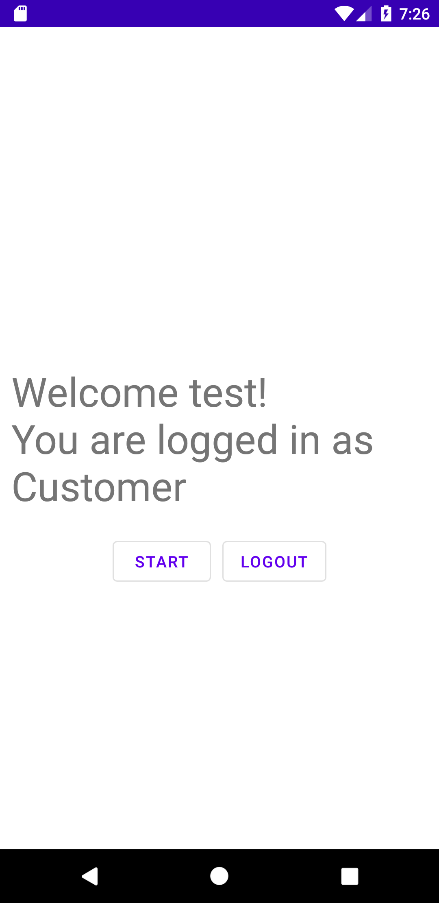 7:26
Welcome test!
You are logged in as
Customer
START LOGOUT